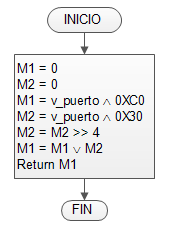 INICIO
M1 = 0
M2 = 0
M1 = v_puerto ∧ 0XC0
M2 = v_puerto ∧ 0X30
M2 = M2 >> 4
M1 = M1 ∨ M2
Return M1
FIN